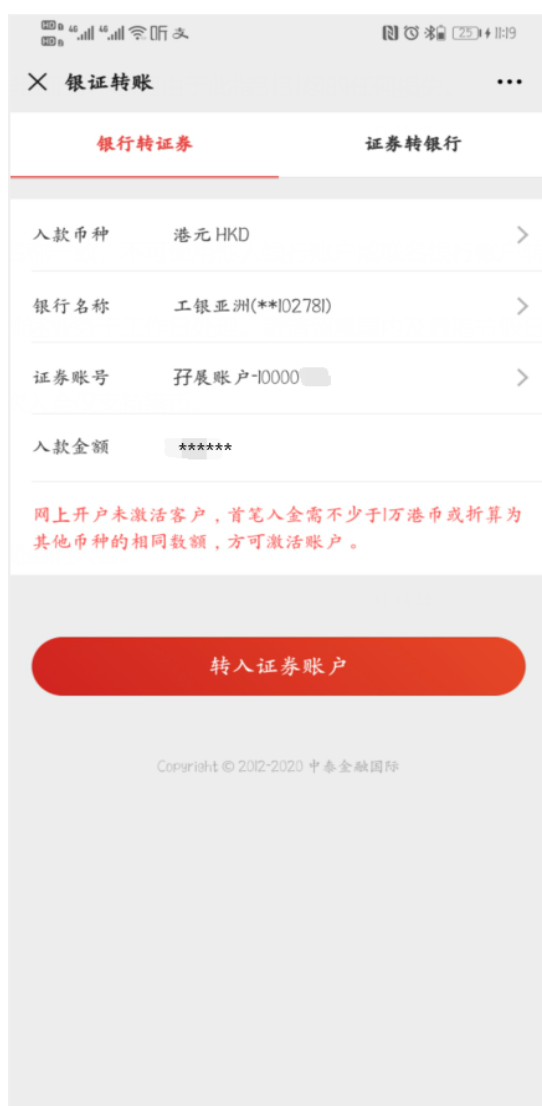 11:19
银证转账
银行转证券 证券转银行
入款币种 港元 HKD
银行名称 工银亚洲(**102781)
证券账号 孖展账户-10000
入款金额 ******
网上开户未激活客户，首笔入金需不少于1万港币或折算为
其他币种的相同数额，方可激活账户。
转入证券账户
Copyright © 2012-2020 中泰金融国际